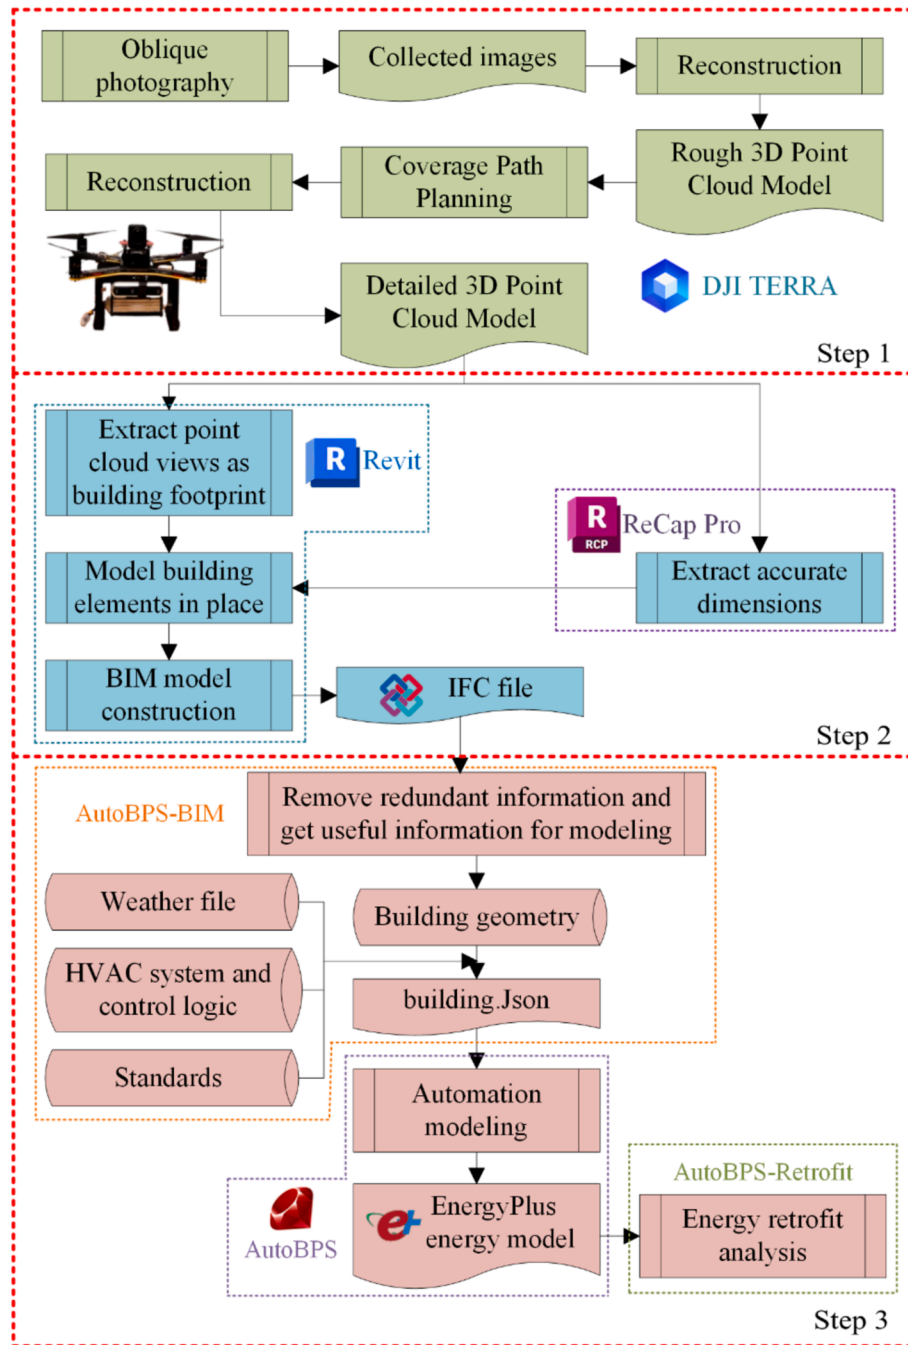 Oblique
photography
Collected images
Reconstruction
Rough 3D Point
Cloud Model
Coverage Path
Planning
Reconstruction
Detailed 3D Point
Cloud Model
DJI TERRA
Step 1
Extract point
cloud views as
building footprint
R
Revit
R
RCP
ReCap Pro
Model building
elements in place
Extract accurate
dimensions
BIM model
construction
IFC file
Step 2
AutoBPS-BIM
Remove redundant information and
get useful information for modeling
Weather file
Building geometry
HVAC system and
control logic
building.Json
Standards
Automation
modeling
AutoBPS
e+
EnergyPlus
energy model
AutoBPS-Retrofit
Energy retrofit
analysis
Step 3